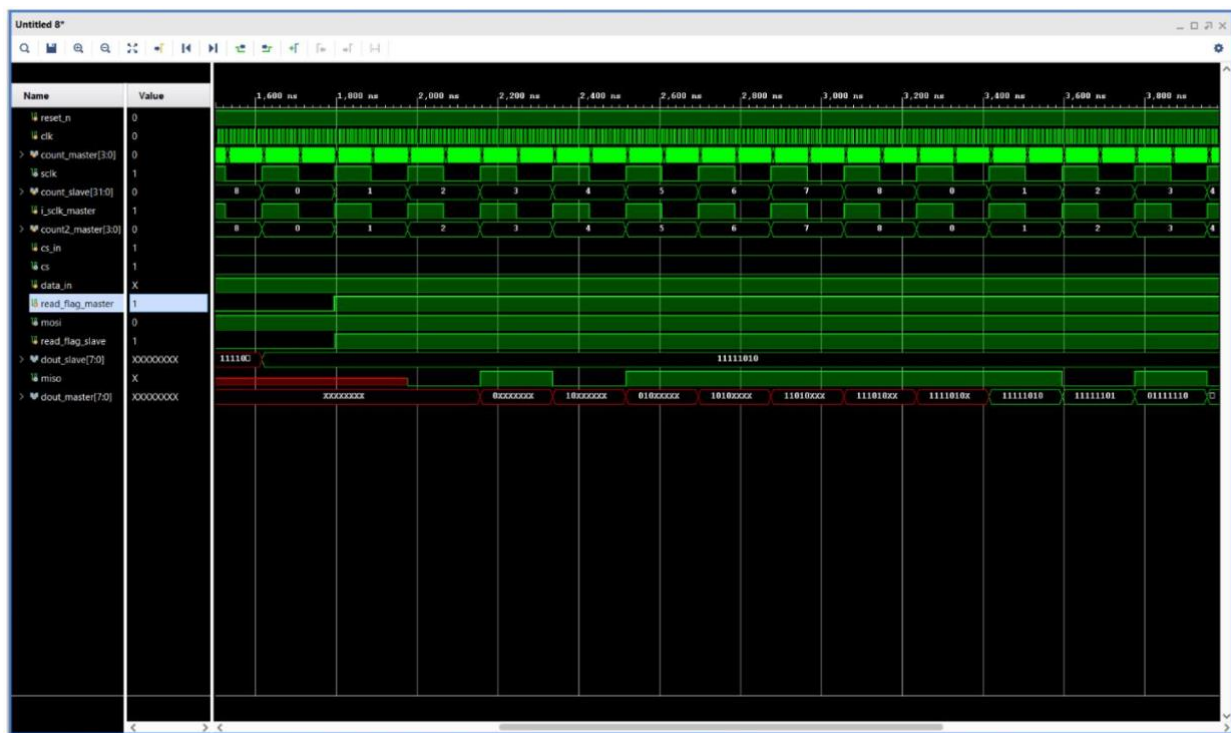 Untitled 8*
Name Value
1,600 ns 1,800 ns 2,000 ns 2,200 ns 2,400 ns 2,600 ns 2,800 ns 3,000 ns 3,200 ns 3,400 ns 3,600 ns 3,800 ns
reset_n 0
clk 0
count_master[3:0] 0
sclk 1
count_slave[31:0] 0 8 0 1 2 3 4 5 6 7 8 0 1 2 3 4
i_sclk_master 1
count2_master[3:0] 0 8 0 1 2 3 4 5 6 7 8 0 1 2 3 4
cs_in 1
cs 1
data_in X
read_flag_master 1
mosi 0
read_flag_slave 1
dout_slave[7:0] XXXXXXXX 11110 11111010
miso X
dout_master[7:0] XXXXXXXX XXXXXXXX 0XXXXXXX 10XXXXXX 010XXXXX 1010XXXX 11010XXX 111010XX 1111010X 11111010 11111101 01111110